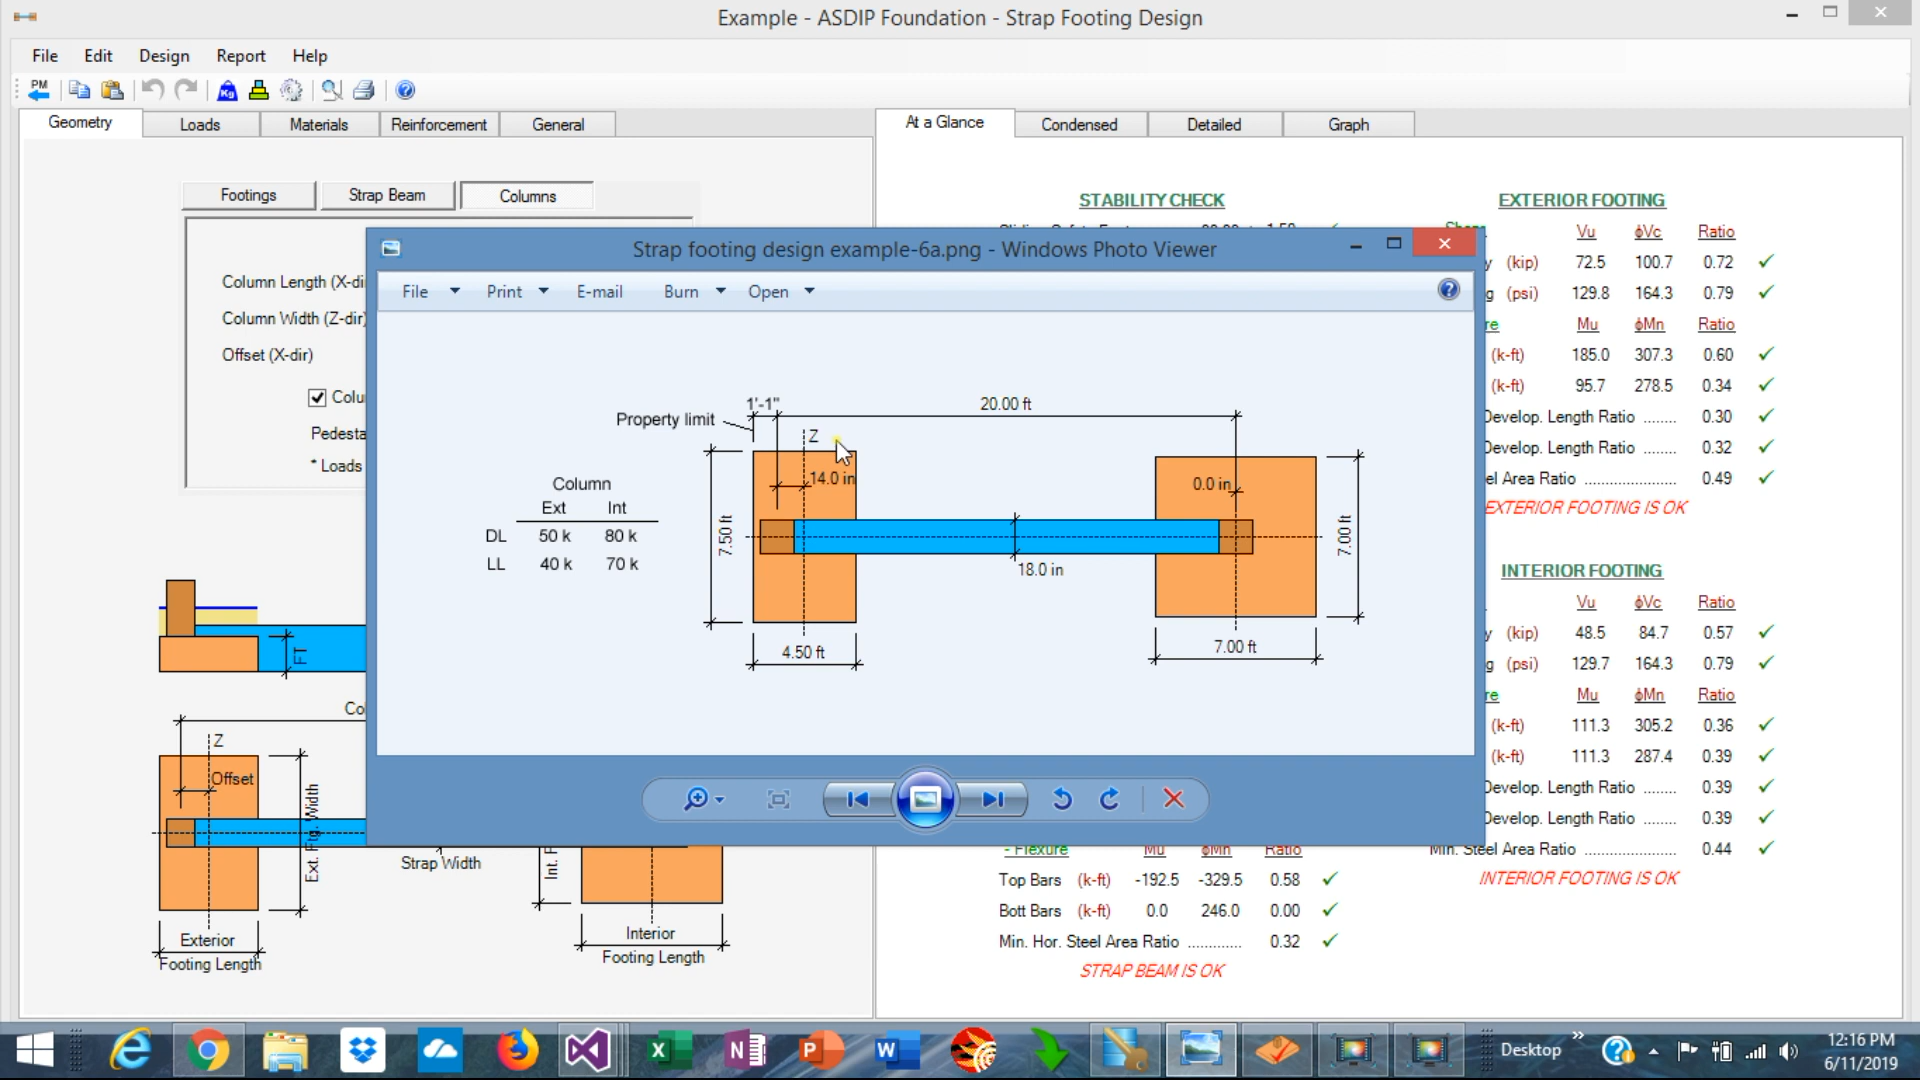 Example - ASDIP Foundation - Strap Footing Design
File Edit Design Report Help
PM Kg
Geometry Loads Materials Reinforcement General
At a Glance Condensed Detailed Graph
Footings Strap Beam Columns
Column Length (X-di
Column Width (Z-dir)
Offset (X-dir)
Colu
Pedesta
* Loads
FT
Co
Z
Offset
Ext. Ftg. Width
Strap Width
Int. F
Exterior
Footing Length
Interior
Footing Length
Strap footing design example-6a.png - Windows Photo Viewer
File Print E-mail Burn Open
1'-1" 20.00 ft
Property limit
Z
14.0 in 0.0 in
Column
Ext Int
DL 50 k 80 k
LL 40 k 70 k
7.50 ft
7.00 ft
18.0 in
4.50 ft
7.00 ft
STABILITY CHECK
EXTERIOR FOOTING
Vu ϕVc Ratio
y (kip) 72.5 100.7 0.72
g (psi) 129.8 164.3 0.79
re Mu ϕMn Ratio
(k-ft) 185.0 307.3 0.60
(k-ft) 95.7 278.5 0.34
Develop. Length Ratio ........ 0.30
Develop. Length Ratio ........ 0.32
el Area Ratio ....................... 0.49
EXTERIOR FOOTING IS OK
INTERIOR FOOTING
Vu ϕVc Ratio
y (kip) 48.5 84.7 0.57
g (psi) 129.7 164.3 0.79
re Mu ϕMn Ratio
(k-ft) 111.3 305.2 0.36
(k-ft) 111.3 287.4 0.39
Develop. Length Ratio ........ 0.39
Develop. Length Ratio ........ 0.39
Min. Steel Area Ratio ....................... 0.44
INTERIOR FOOTING IS OK
- Flexure Mu ϕMn Ratio
Top Bars (k-ft) -192.5 -329.5 0.58
Bott Bars (k-ft) 0.0 246.0 0.00
Min. Hor. Steel Area Ratio ............. 0.32
STRAP BEAM IS OK
Desktop
12:16 PM
6/11/2019